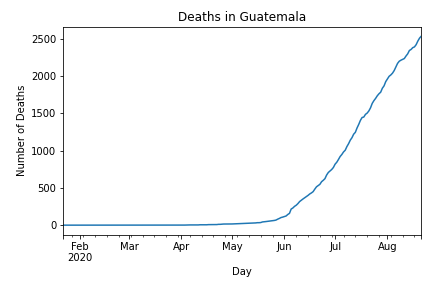 Deaths in Guatemala
Number of Deaths
2500
2000
1500
1000
500
0
Feb Mar Apr May Jun Jul Aug
2020
Day